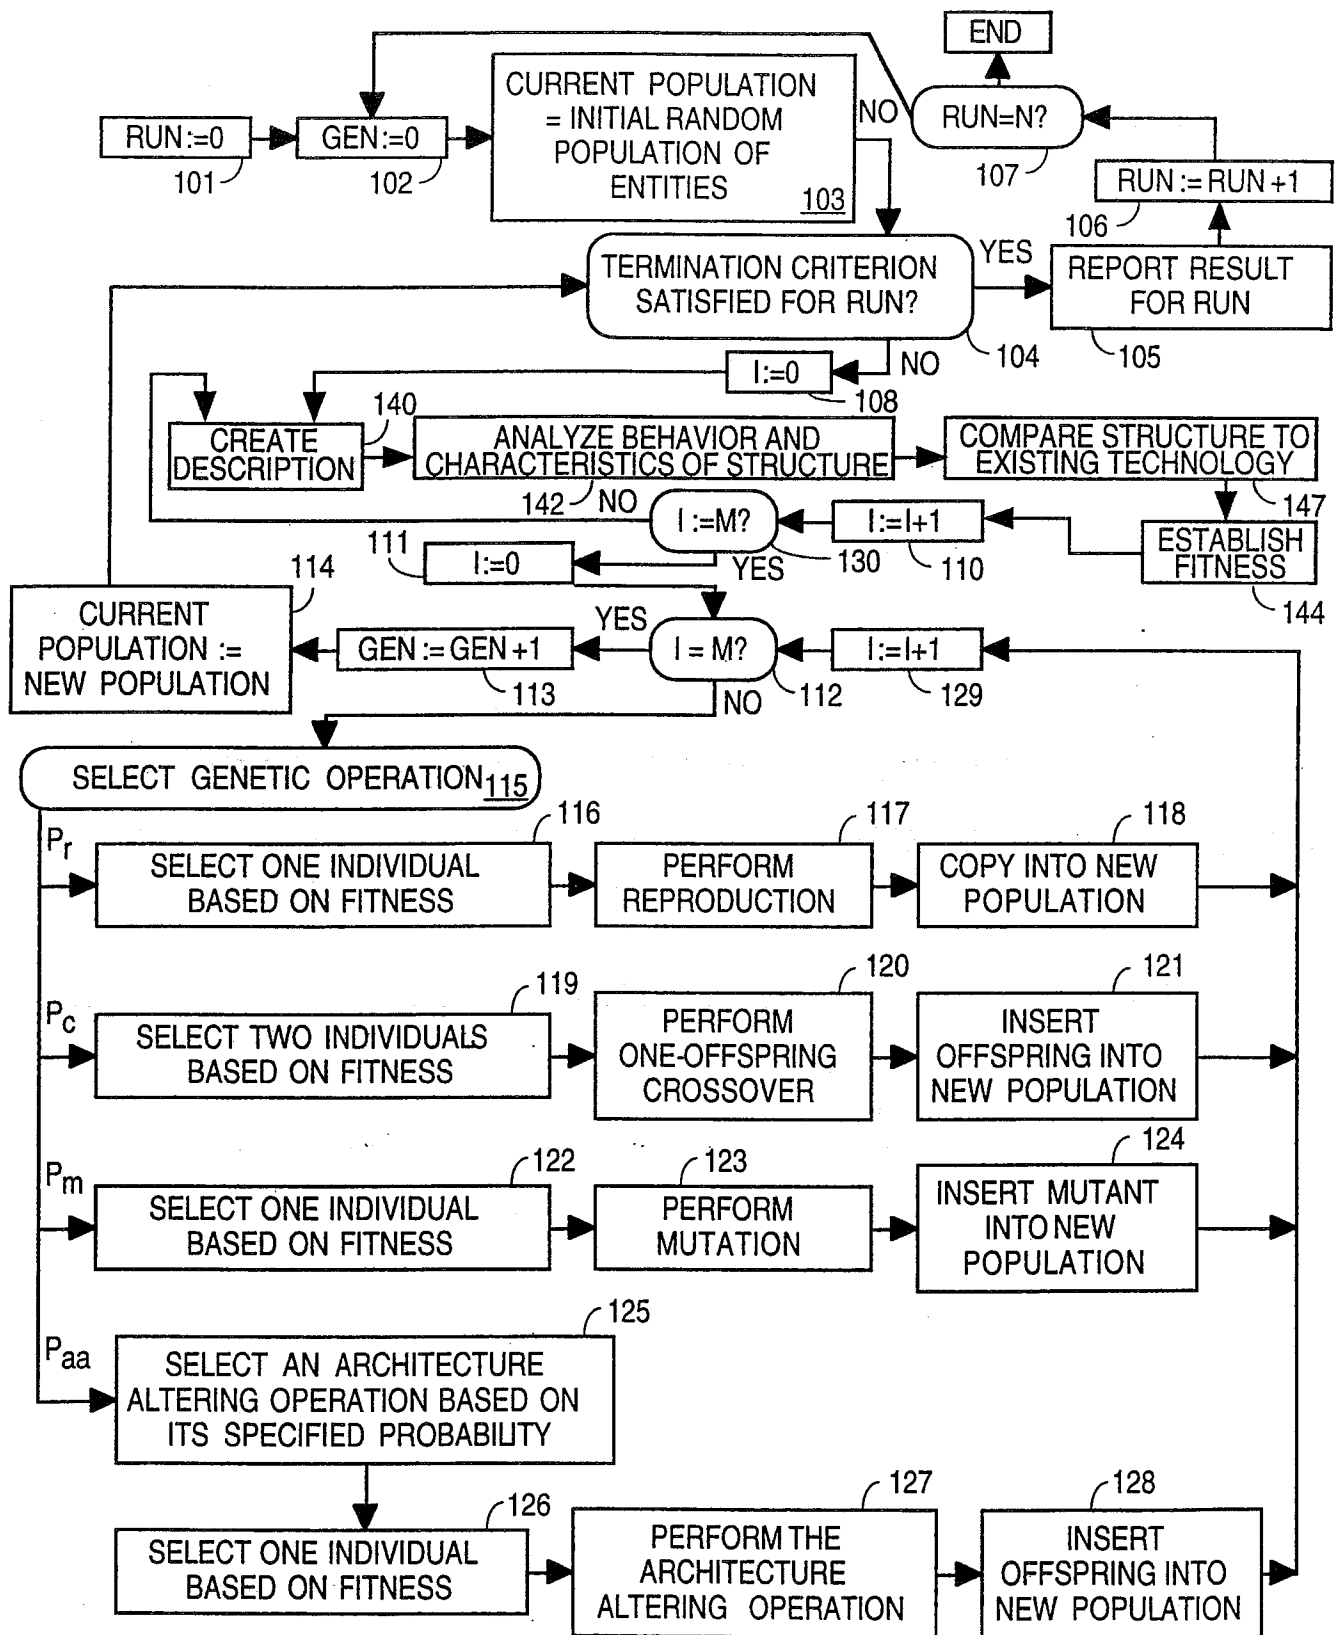 END
CURRENT POPULATION
= INITIAL RANDOM
POPULATION OF
ENTITIES
103
NO
RUN=N?
107
RUN:=0
101
GEN:=0
102
RUN := RUN +1
106
TERMINATION CRITERION
SATISFIED FOR RUN?
104
YES
REPORT RESULT
FOR RUN
105
NO
I:=0
108
CREATE
DESCRIPTION
140
ANALYZE BEHAVIOR AND
CHARACTERISTICS OF STRUCTURE
142
COMPARE STRUCTURE TO
EXISTING TECHNOLOGY
147
NO
I :=M?
130
YES
I:=I+1
110
ESTABLISH
FITNESS
144
111
I:=0
114
CURRENT
POPULATION :=
NEW POPULATION
YES
GEN := GEN +1
113
I = M?
112
NO
I:=I+1
129
SELECT GENETIC OPERATION
115
Pr
SELECT ONE INDIVIDUAL
BASED ON FITNESS
116
PERFORM
REPRODUCTION
117
COPY INTO NEW
POPULATION
118
Pc
SELECT TWO INDIVIDUALS
BASED ON FITNESS
119
PERFORM
ONE-OFFSPRING
CROSSOVER
120
INSERT
OFFSPRING INTO
NEW POPULATION
121
Pm
SELECT ONE INDIVIDUAL
BASED ON FITNESS
122
PERFORM
MUTATION
123
INSERT MUTANT
INTO NEW
POPULATION
124
Paa
SELECT AN ARCHITECTURE
ALTERING OPERATION BASED ON
ITS SPECIFIED PROBABILITY
125
SELECT ONE INDIVIDUAL
BASED ON FITNESS
126
PERFORM THE
ARCHITECTURE
ALTERING OPERATION
127
INSERT
OFFSPRING INTO
NEW POPULATION
128